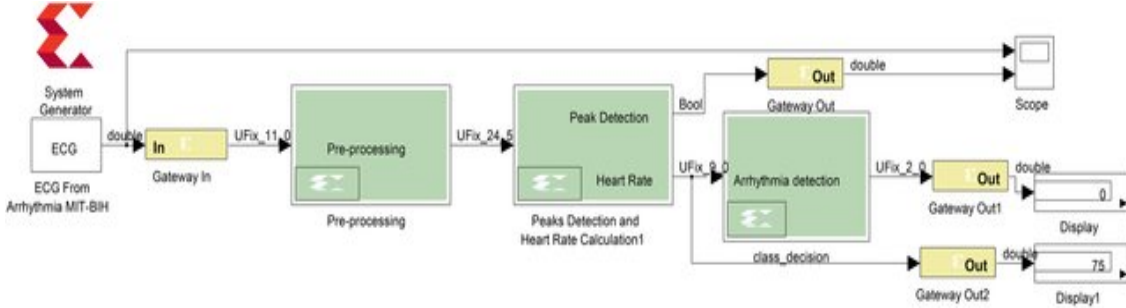 System
Generator
ECG
ECG From
Arrhythmia MIT-BIH
double
In
Gateway In
UFix_11_0
Pre-processing
Pre-processing
UFix_24_5
Peak Detection
Heart Rate
Peaks Detection and
Heart Rate Calculation1
Bool
Out
Gateway Out
double
Scope
UFix_9_0
Arrhythmia detection
class_decision
UFix_2_0
Out
Gateway Out1
double
0
Display
Out
Gateway Out2
double
75
Display1